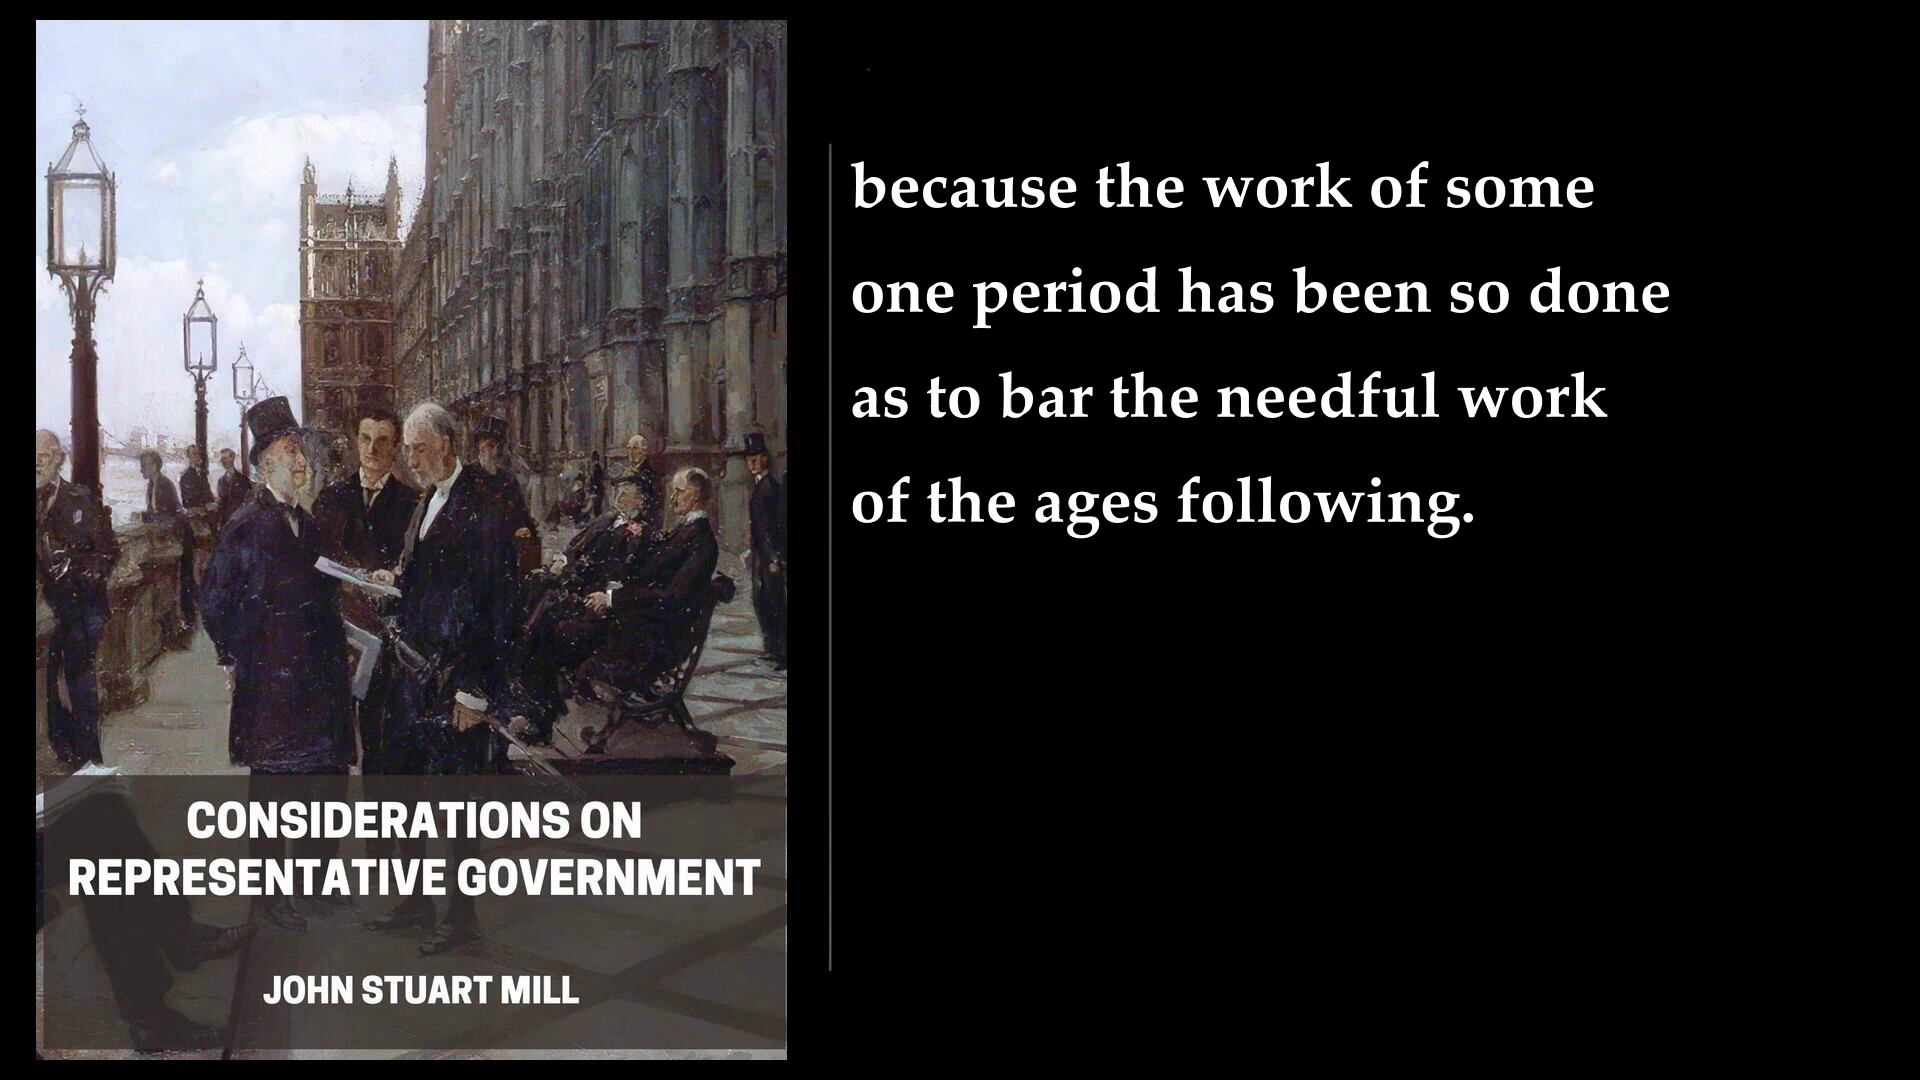 because the work of some
one period has been so done
as to bar the needful work
of the ages following.
CONSIDERATIONS ON
REPRESENTATIVE GOVERNMENT
JOHN STUART MILL